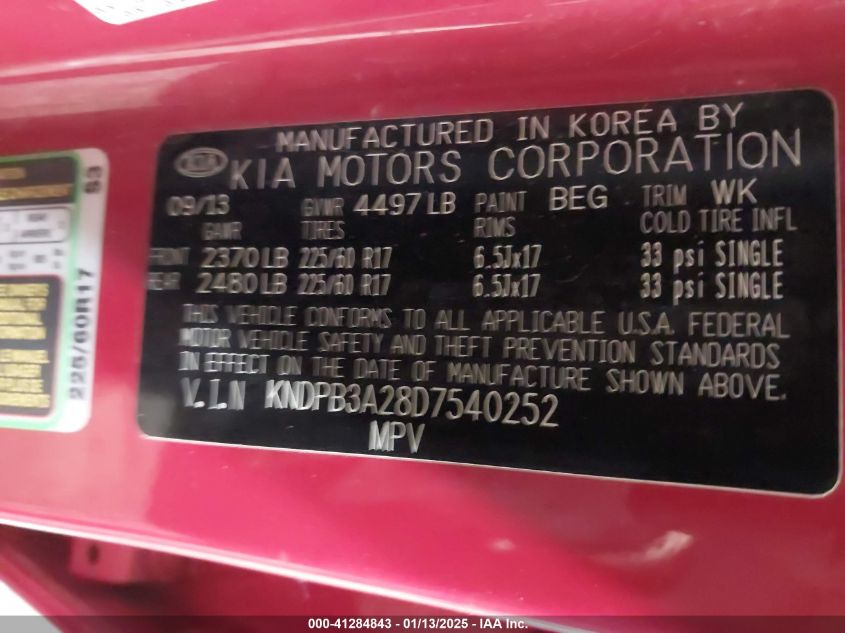 MANUFACTURED IN KOREA BY
KIA KIA MOTORS CORPORATION
09/13 GVWR 4497 LB PAINT BEG TRIM WK
GAWR TIRES RIMS COLD TIRE INFL
FRONT 2370 LB 225/60 R17 6.5Jx17 33 psi SINGLE
REAR 2480 LB 225/60 R17 6.5Jx17 33 psi SINGLE
THIS VEHICLE CONFORMS TO ALL APPLICABLE U.S.A. FEDERAL
MOTOR VEHICLE SAFETY AND THEFT PREVENTION STANDARDS
IN EFFECT ON THE DATE OF MANUFACTURE SHOWN ABOVE.
V.I.N KNDPB3A28D7540252
MPV
225/60R17 S3
000-41284843 - 01/13/2025 - IAA Inc.